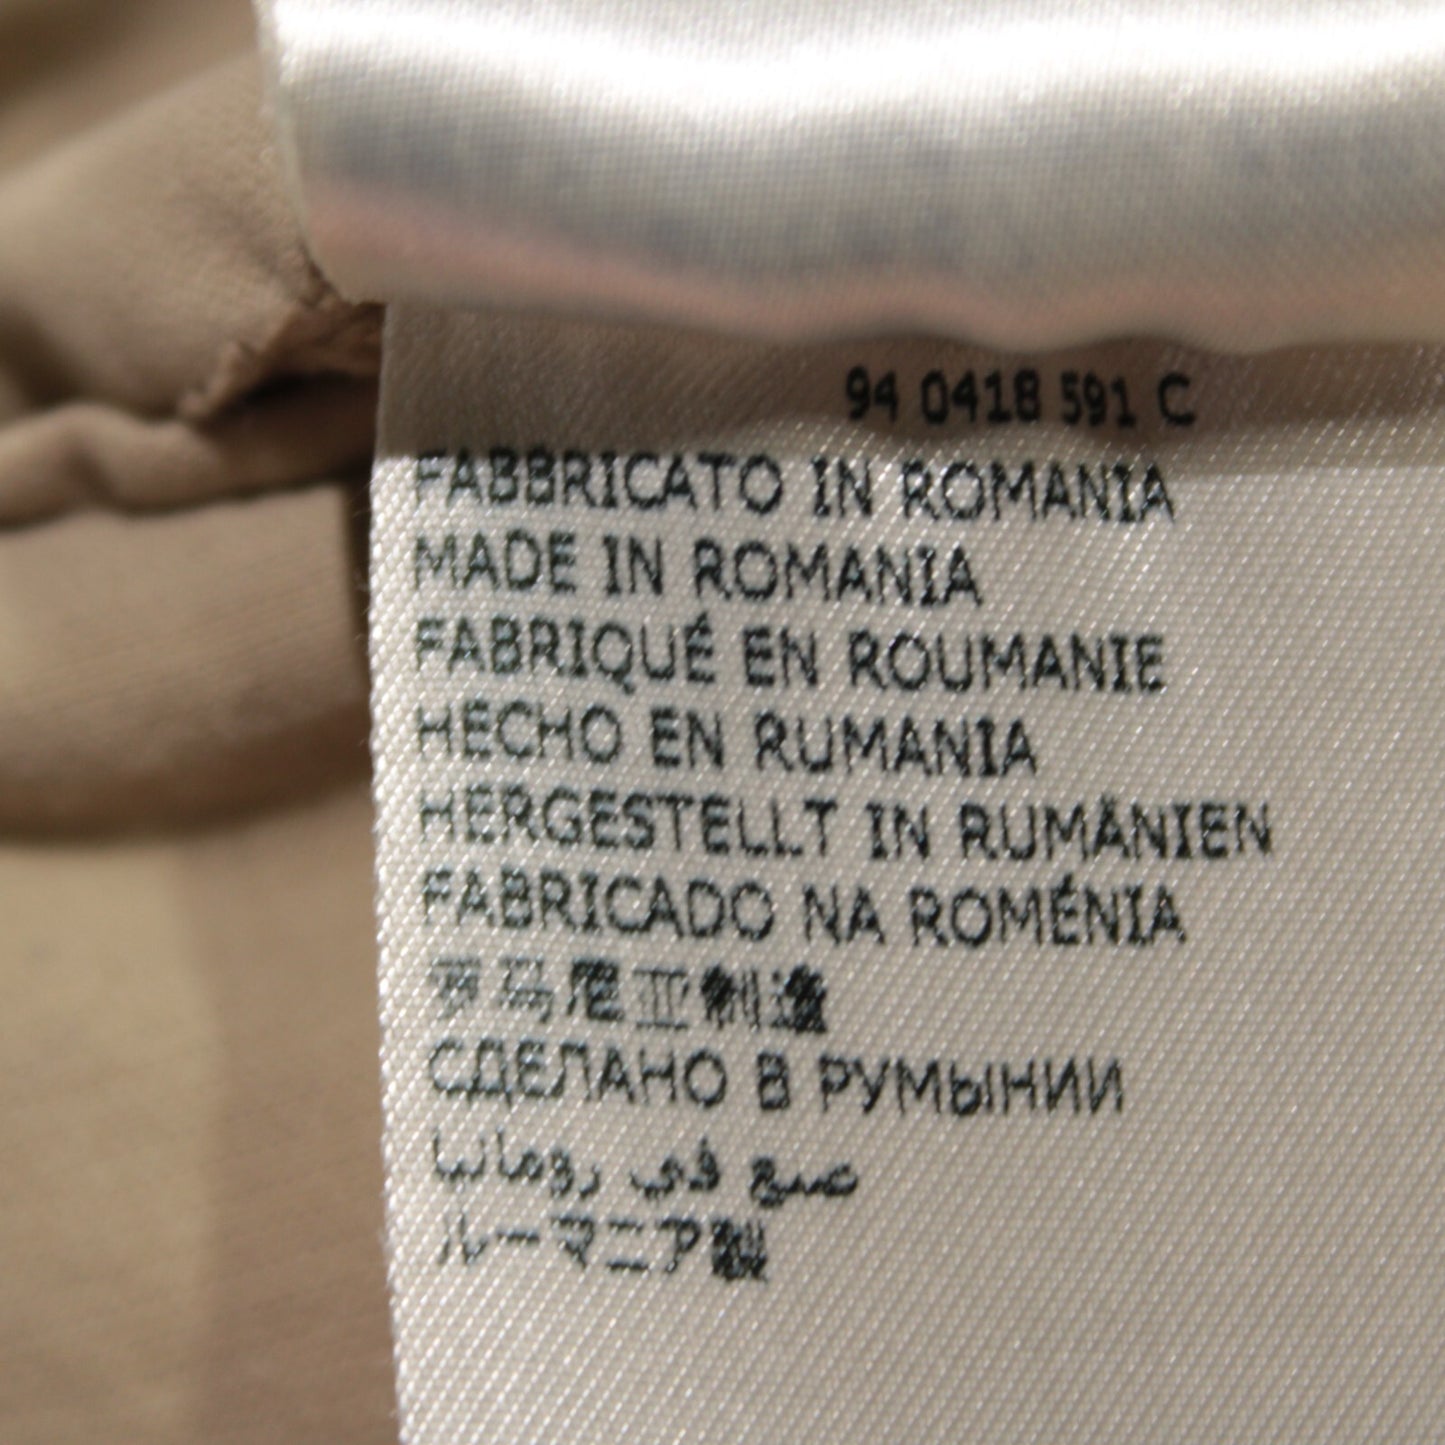 94 0418 591 C
FABBRICATO IN ROMANIA
MADE IN ROMANIA
FABRIQUÉ EN ROUMANIE
HECHO EN RUMANIA
HERGESTELLT IN RUMÄNIEN
FABRICADO NA ROMÉNIA
罗马尼亚制造
СДЕЛАНО В РУМЫНИИ
صنع في رومانيا
ルーマニア製